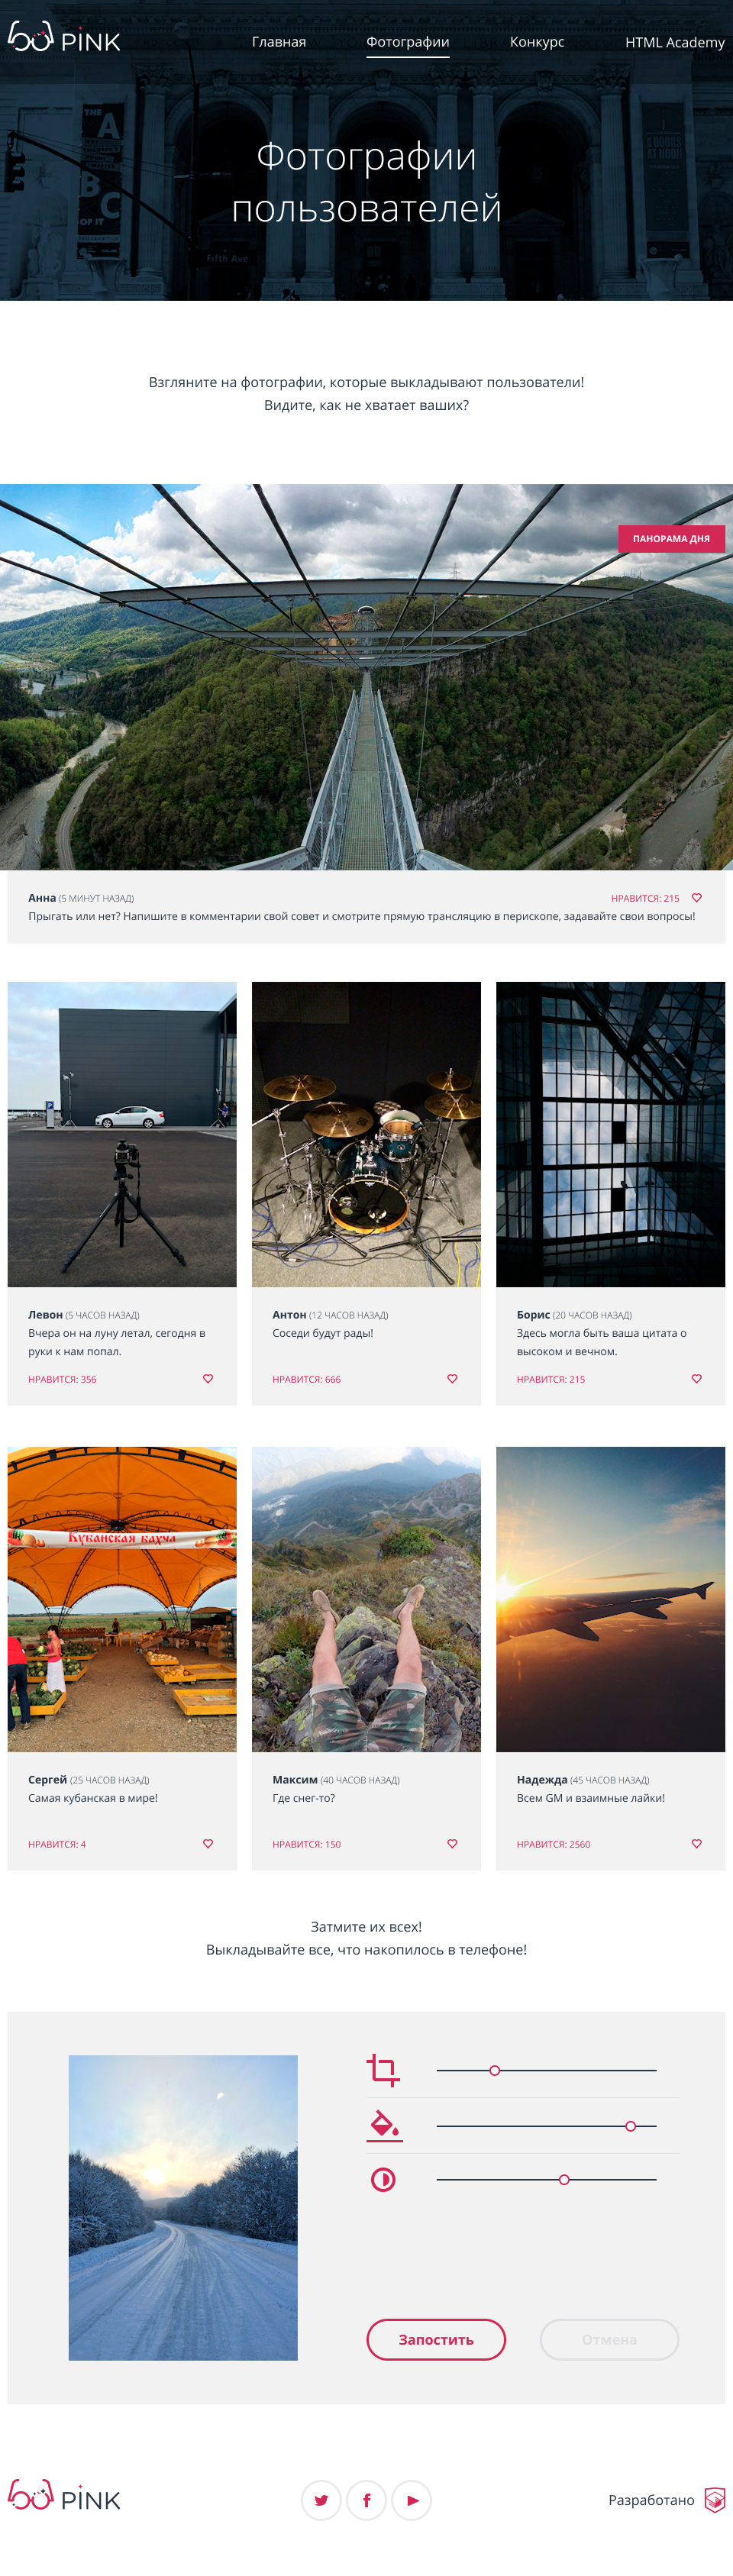 PINK
Главная
Фотографии
Конкурс
HTML Academy
THE
A
B
C
OF IT
Фотографии
пользователей
Fifth Ave
Взгляните на фотографии, которые выкладывают пользователи!
Видите, как не хватает ваших?
ПАНОРАМА ДНЯ
Анна (5 МИНУТ НАЗАД)
НРАВИТСЯ: 215
Прыгать или нет? Напишите в комментарии свой совет и смотрите прямую трансляцию в перископе, задавайте свои вопросы!
Левон (5 ЧАСОВ НАЗАД)
Вчера он на луну летал, сегодня в
руки к нам попал.
НРАВИТСЯ: 356
Антон (12 ЧАСОВ НАЗАД)
Соседи будут рады!
НРАВИТСЯ: 666
Борис (20 ЧАСОВ НАЗАД)
Здесь могла быть ваша цитата о
высоком и вечном.
НРАВИТСЯ: 215
Кубанская бахча
Сергей (25 ЧАСОВ НАЗАД)
Самая кубанская в мире!
НРАВИТСЯ: 4
Максим (40 ЧАСОВ НАЗАД)
Где снег-то?
НРАВИТСЯ: 150
Надежда (45 ЧАСОВ НАЗАД)
Всем GM и взаимные лайки!
НРАВИТСЯ: 2560
Затмите их всех!
Выкладывайте все, что накопилось в телефоне!
Запостить
Отмена
PINK
Разработано